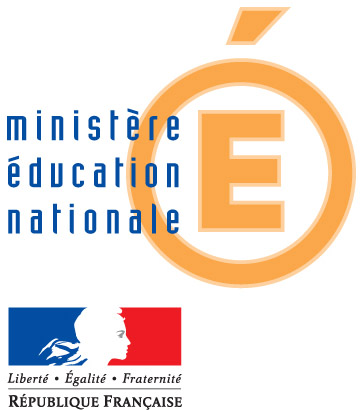 ministère
éducation
nationale
É
Liberté • Égalité • Fraternité
RÉPUBLIQUE FRANÇAISE